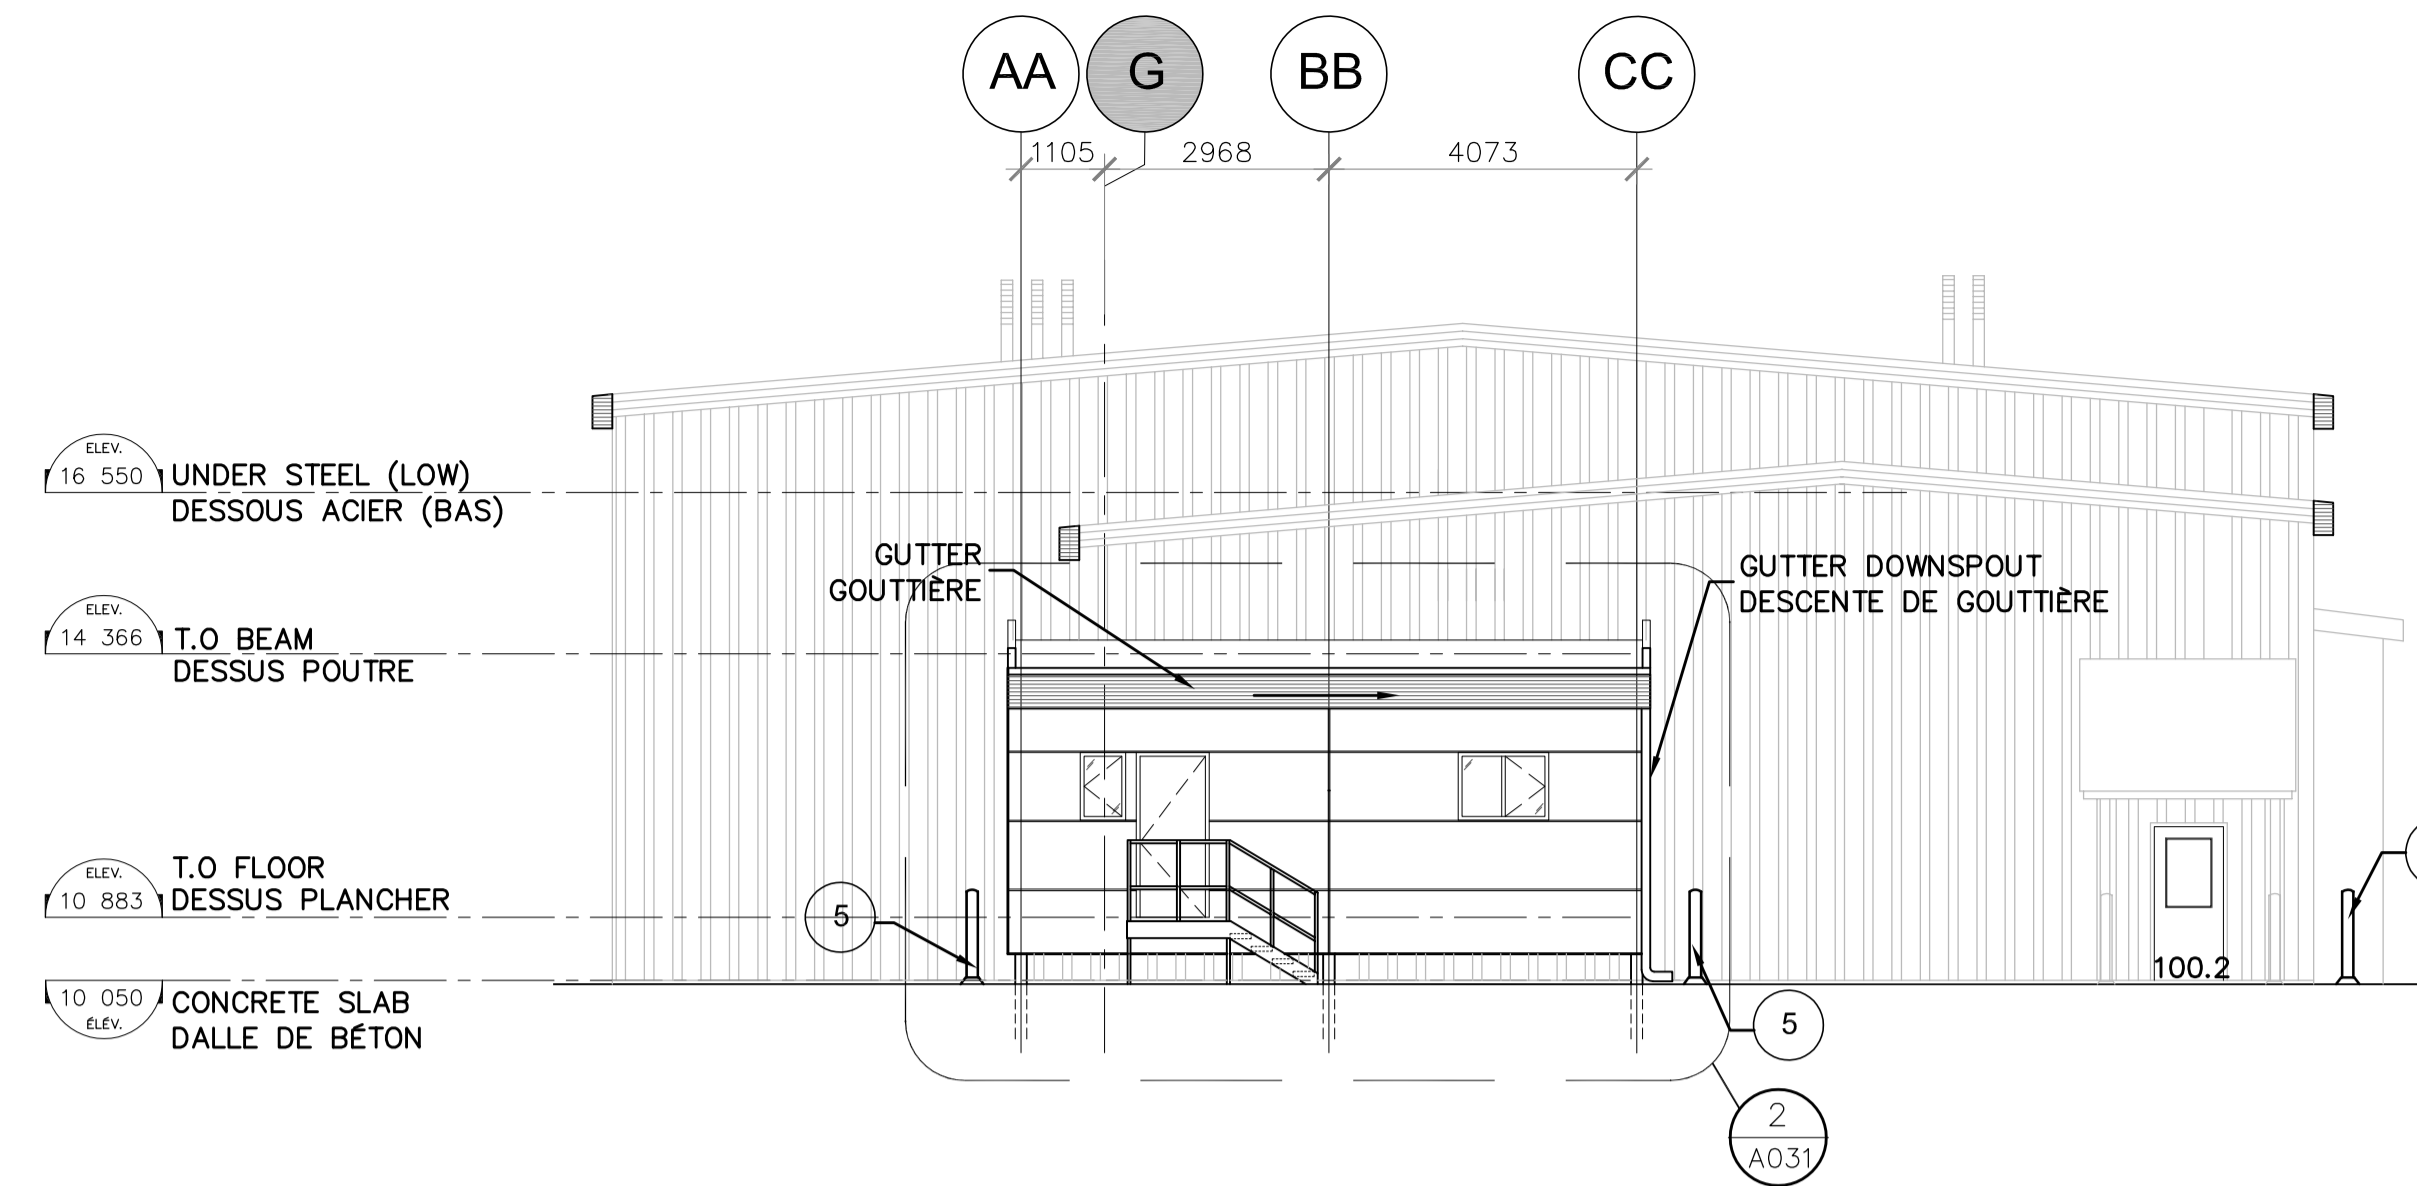 AA G BB CC
1105 2968 4073
ELEV.
16 550
UNDER STEEL (LOW)
DESSOUS ACIER (BAS)
GUTTER
GOUTTIÈRE
GUTTER DOWNSPOUT
DESCENTE DE GOUTTIÈRE
ELEV.
14 366
T.O BEAM
DESSUS POUTRE
ELEV.
10 883
T.O FLOOR
DESSUS PLANCHER
5
100.2
10 050
ÉLÉV.
CONCRETE SLAB
DALLE DE BÉTON
5
2
A031